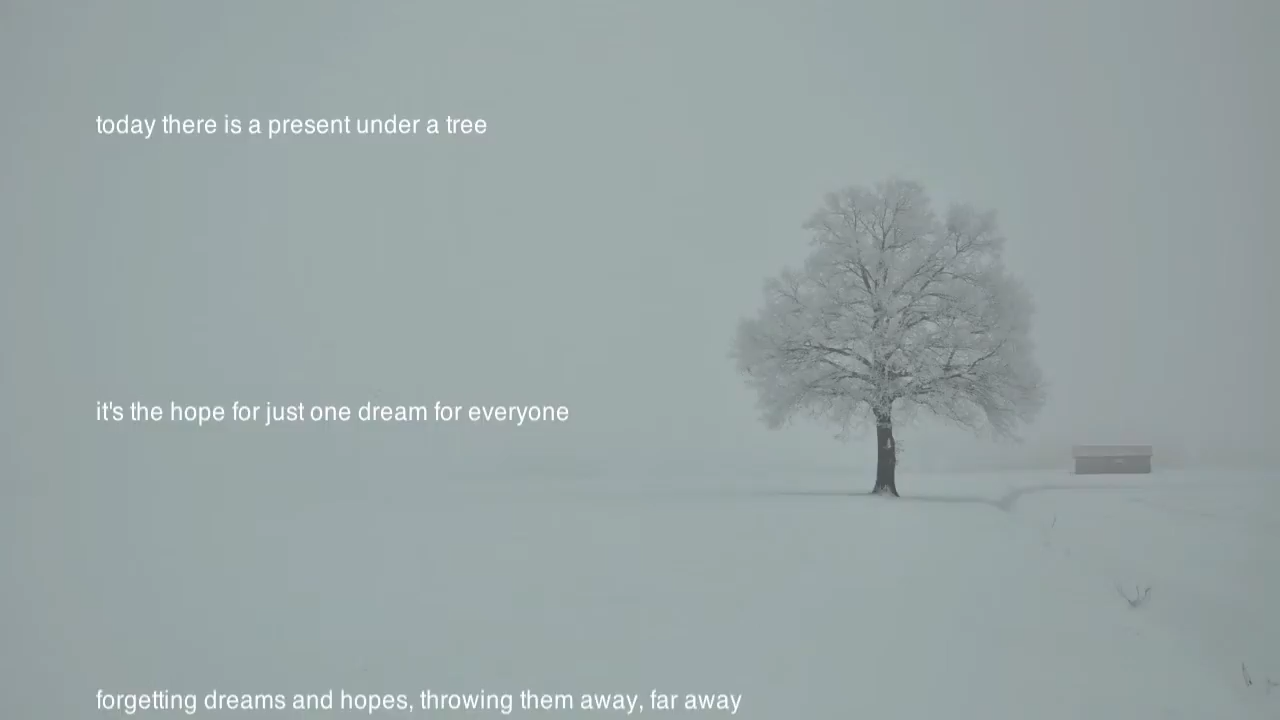 today there is a present under a tree
it's the hope for just one dream for everyone
forgetting dreams and hopes, throwing them away, far away